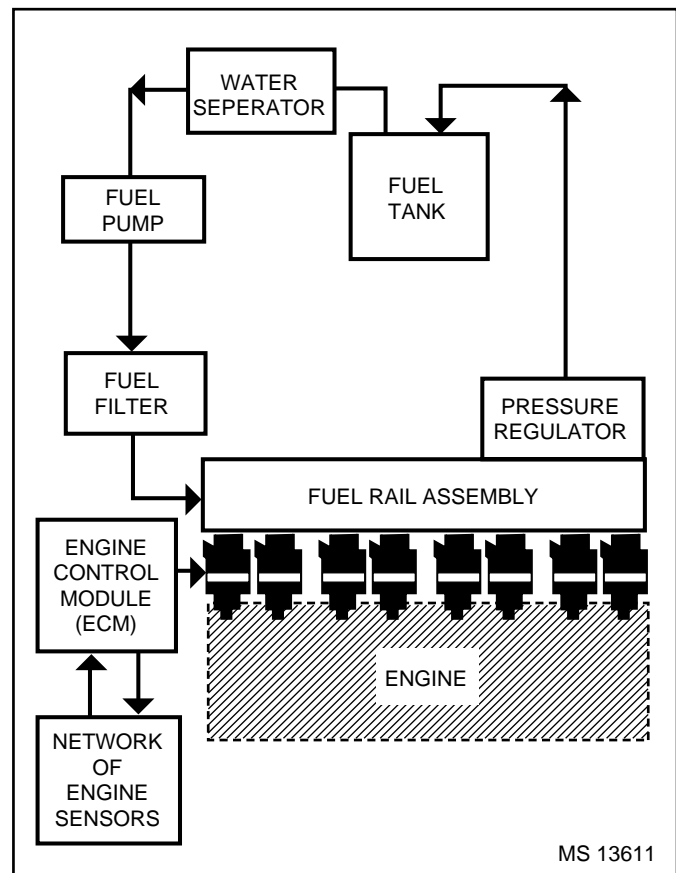 WATER
SEPERATOR
FUEL
TANK
FUEL
PUMP
FUEL
FILTER
PRESSURE
REGULATOR
FUEL RAIL ASSEMBLY
ENGINE
CONTROL
MODULE
(ECM)
ENGINE
NETWORK
OF
ENGINE
SENSORS
MS 13611